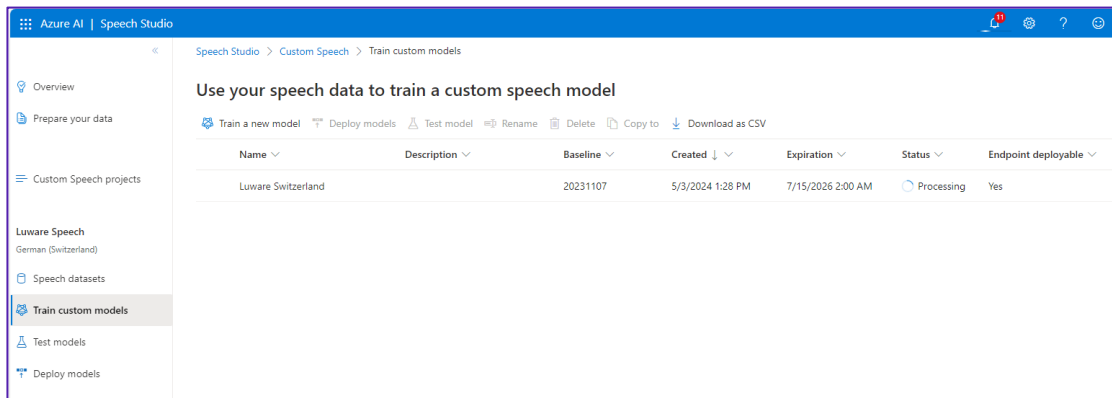 Azure AI | Speech Studio
11
?
«
Speech Studio > Custom Speech > Train custom models
Overview
Prepare your data
Custom Speech projects
Luware Speech
German (Switzerland)
Speech datasets
Train custom models
Test models
Deploy models
Use your speech data to train a custom speech model
Train a new model Deploy models Test model Rename Delete Copy to Download as CSV
Name Description Baseline Created ↓ Expiration Status Endpoint deployable
Luware Switzerland 20231107 5/3/2024 1:28 PM 7/15/2026 2:00 AM Processing Yes